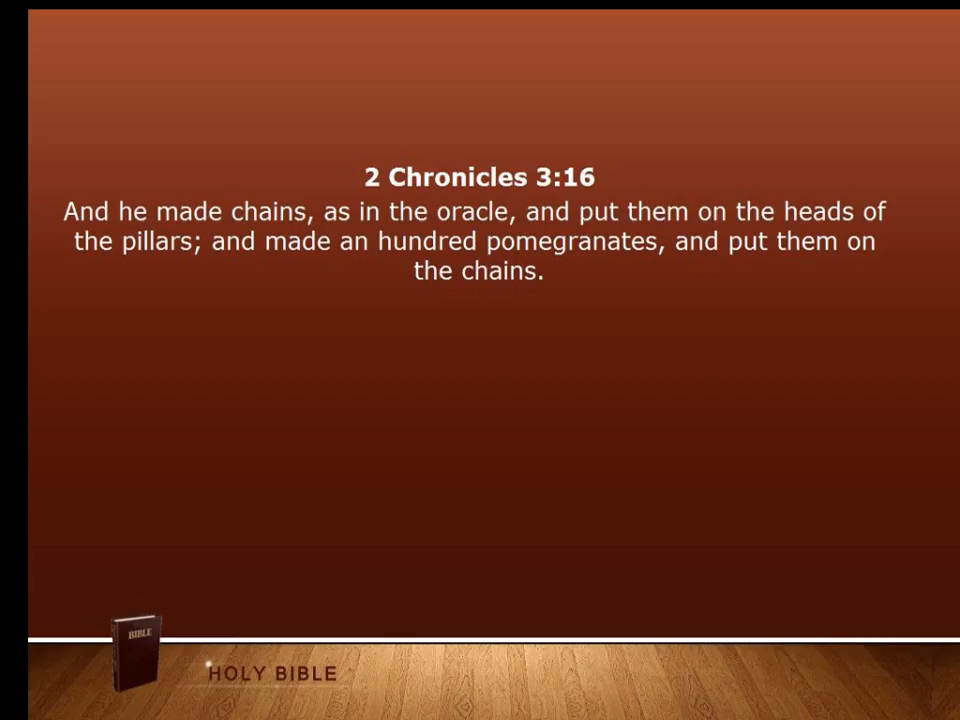 2 Chronicles 3:16
And he made chains, as in the oracle, and put them on the heads of
the pillars; and made an hundred pomegranates, and put them on
the chains.
BIBLE
HOLY BIBLE